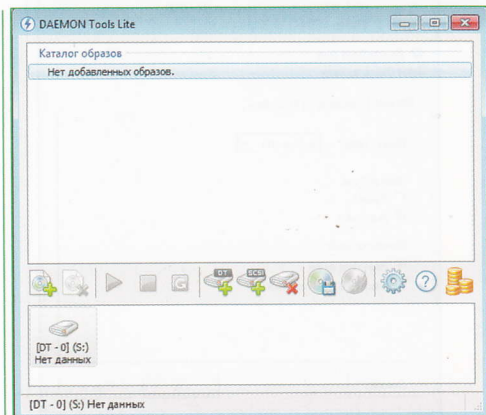 DAEMON Tools Lite
Каталог образов
Нет добавленных образов.
DT
SCSI
[DT - 0] (S:)
Нет данных
[DT - 0] (S:) Нет данных